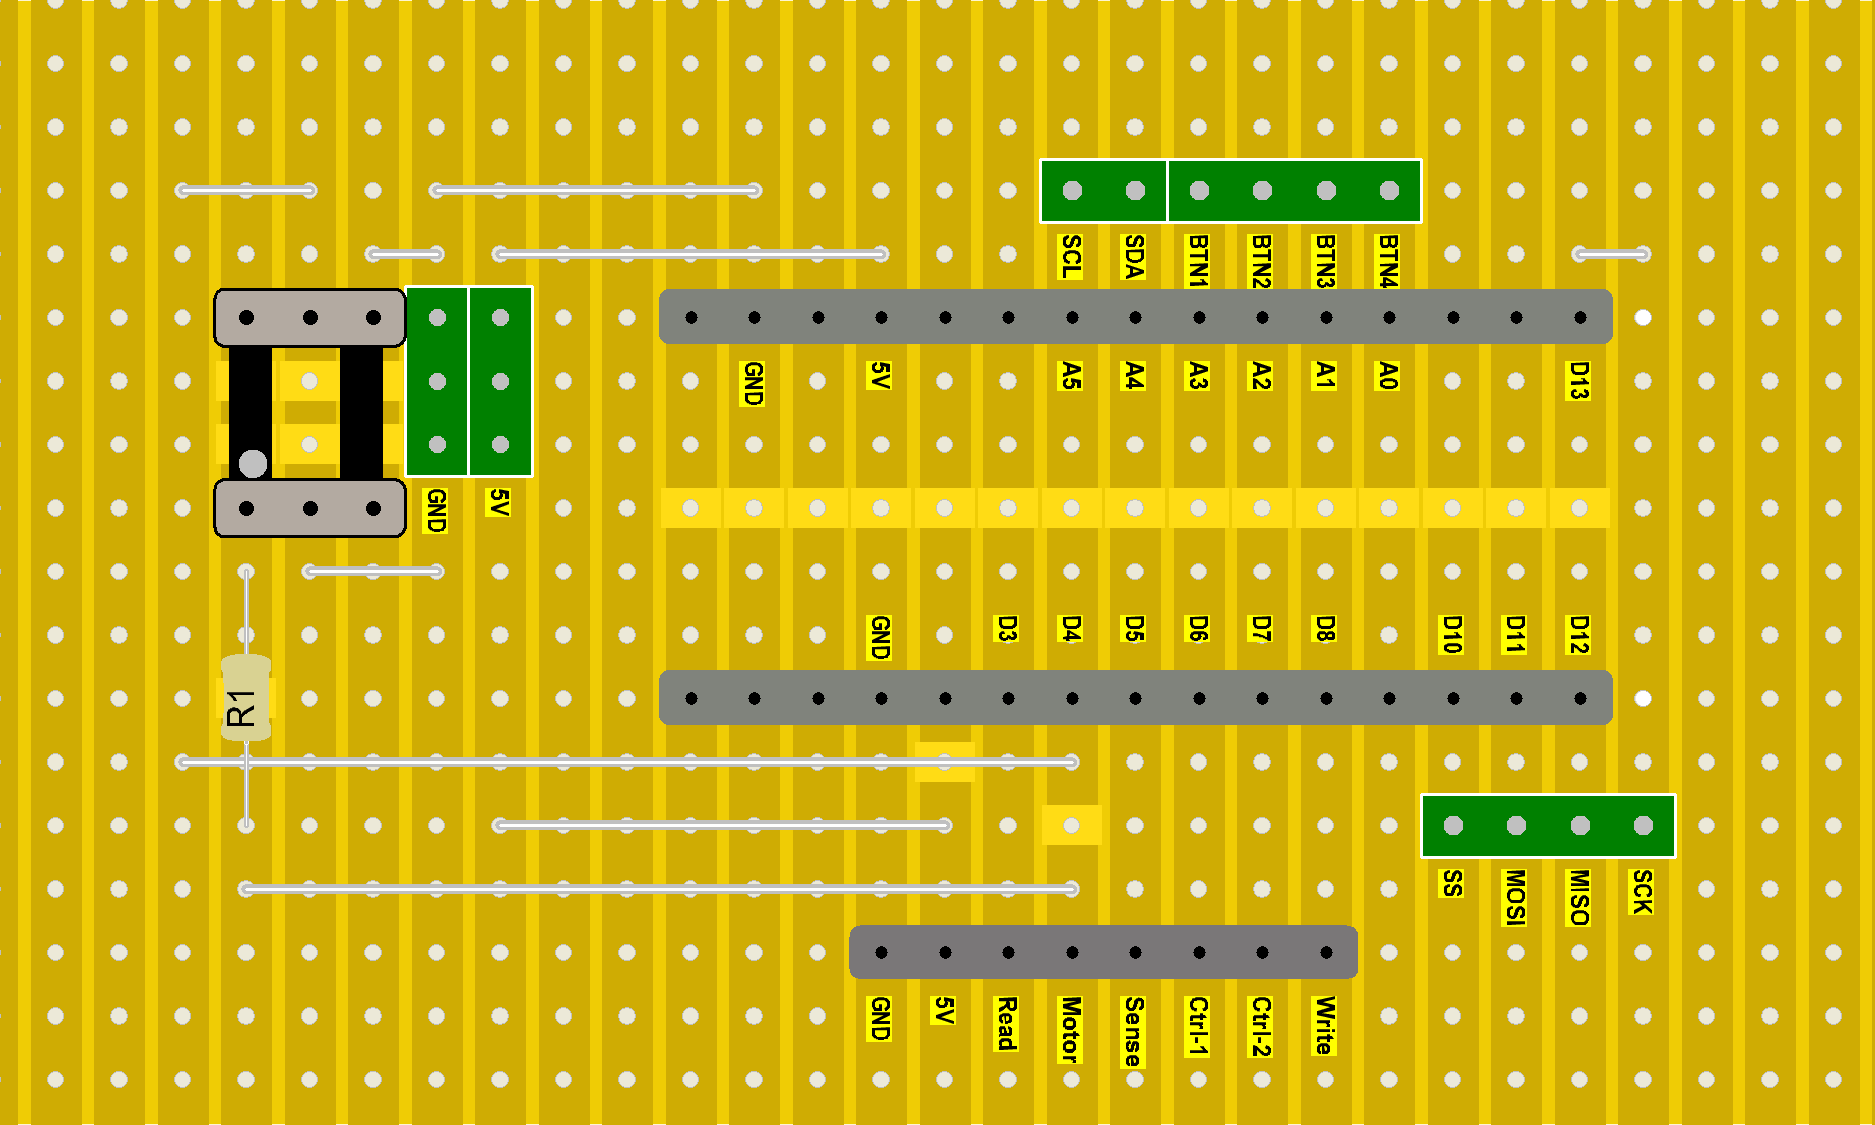 SCL
SDA
BTN1
BTN2
BTN3
BTN4
GND
5V
A5
A4
A3
A2
A1
A0
D13
GND
5V
GND
D3
D4
D5
D6
D7
D8
D10
D11
D12
R1
SS
MOSI
MISO
SCK
GND
5V
Read
Motor
Sense
Ctrl-1
Ctrl-2
Write